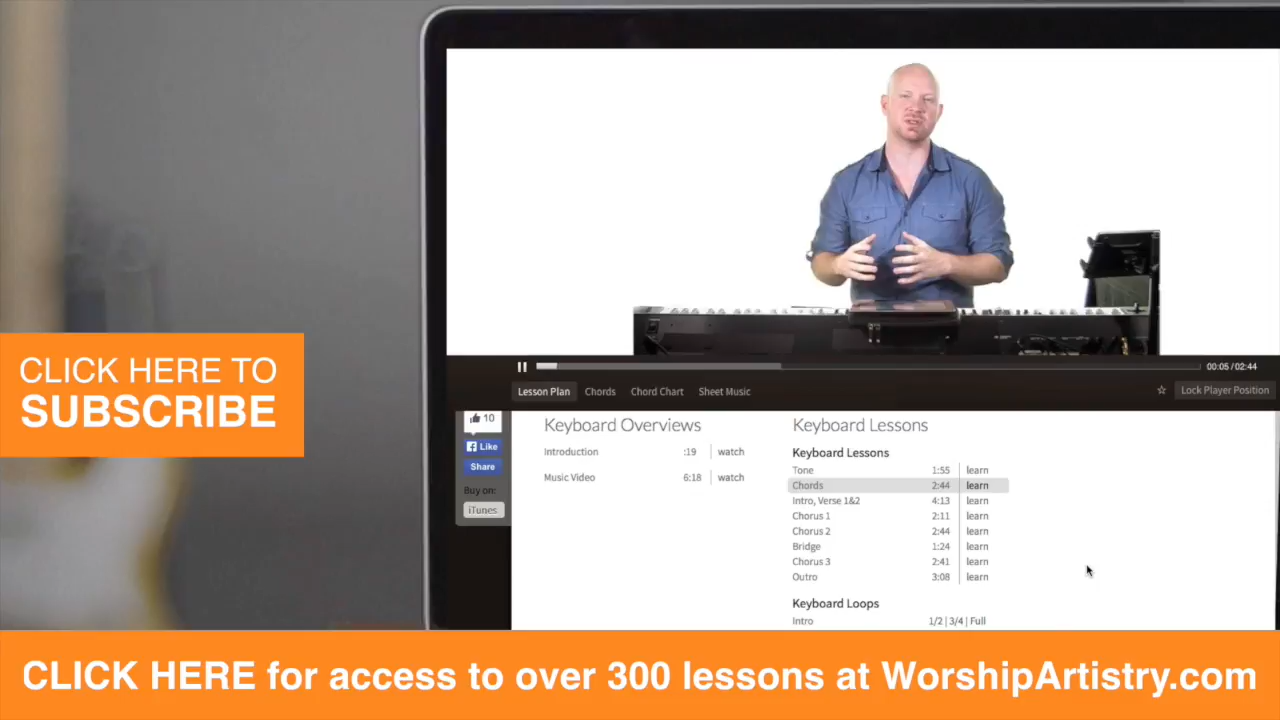 00:05 / 02:44
Lesson Plan Chords Chord Chart Sheet Music
☆ Lock Player Position
10
Like
Share
Buy on:
iTunes
Keyboard Overviews
Introduction :19 watch
Music Video 6:18 watch
Keyboard Lessons
Keyboard Lessons
Tone 1:55 learn
Chords 2:44 learn
Intro, Verse 1&2 4:13 learn
Chorus 1 2:11 learn
Chorus 2 2:44 learn
Bridge 1:24 learn
Chorus 3 2:41 learn
Outro 3:08 learn
Keyboard Loops
Intro 1/2 | 3/4 | Full
CLICK HERE TO
SUBSCRIBE
CLICK HERE for access to over 300 lessons at WorshipArtistry.com